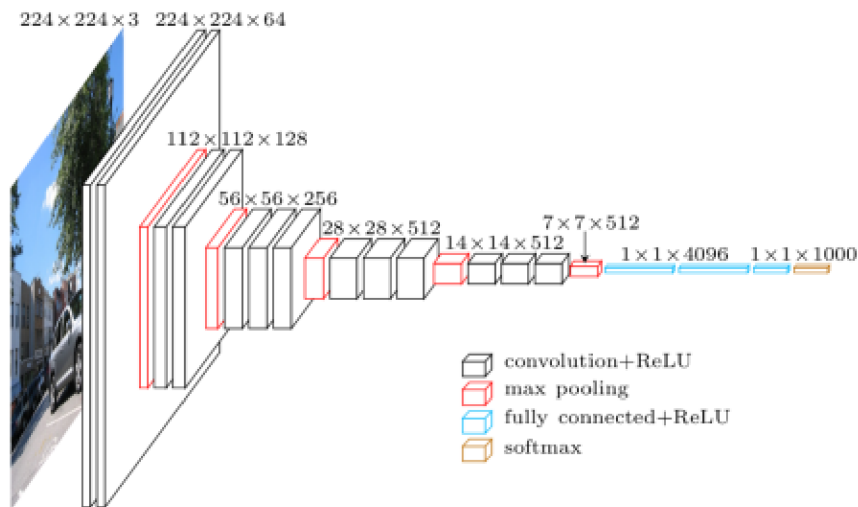 224×224×3
224×224×64
112×112×128
56×56×256
28×28×512
14×14×512
7×7×512
1×1×4096
1×1×1000
convolution+ReLU
max pooling
fully connected+ReLU
softmax